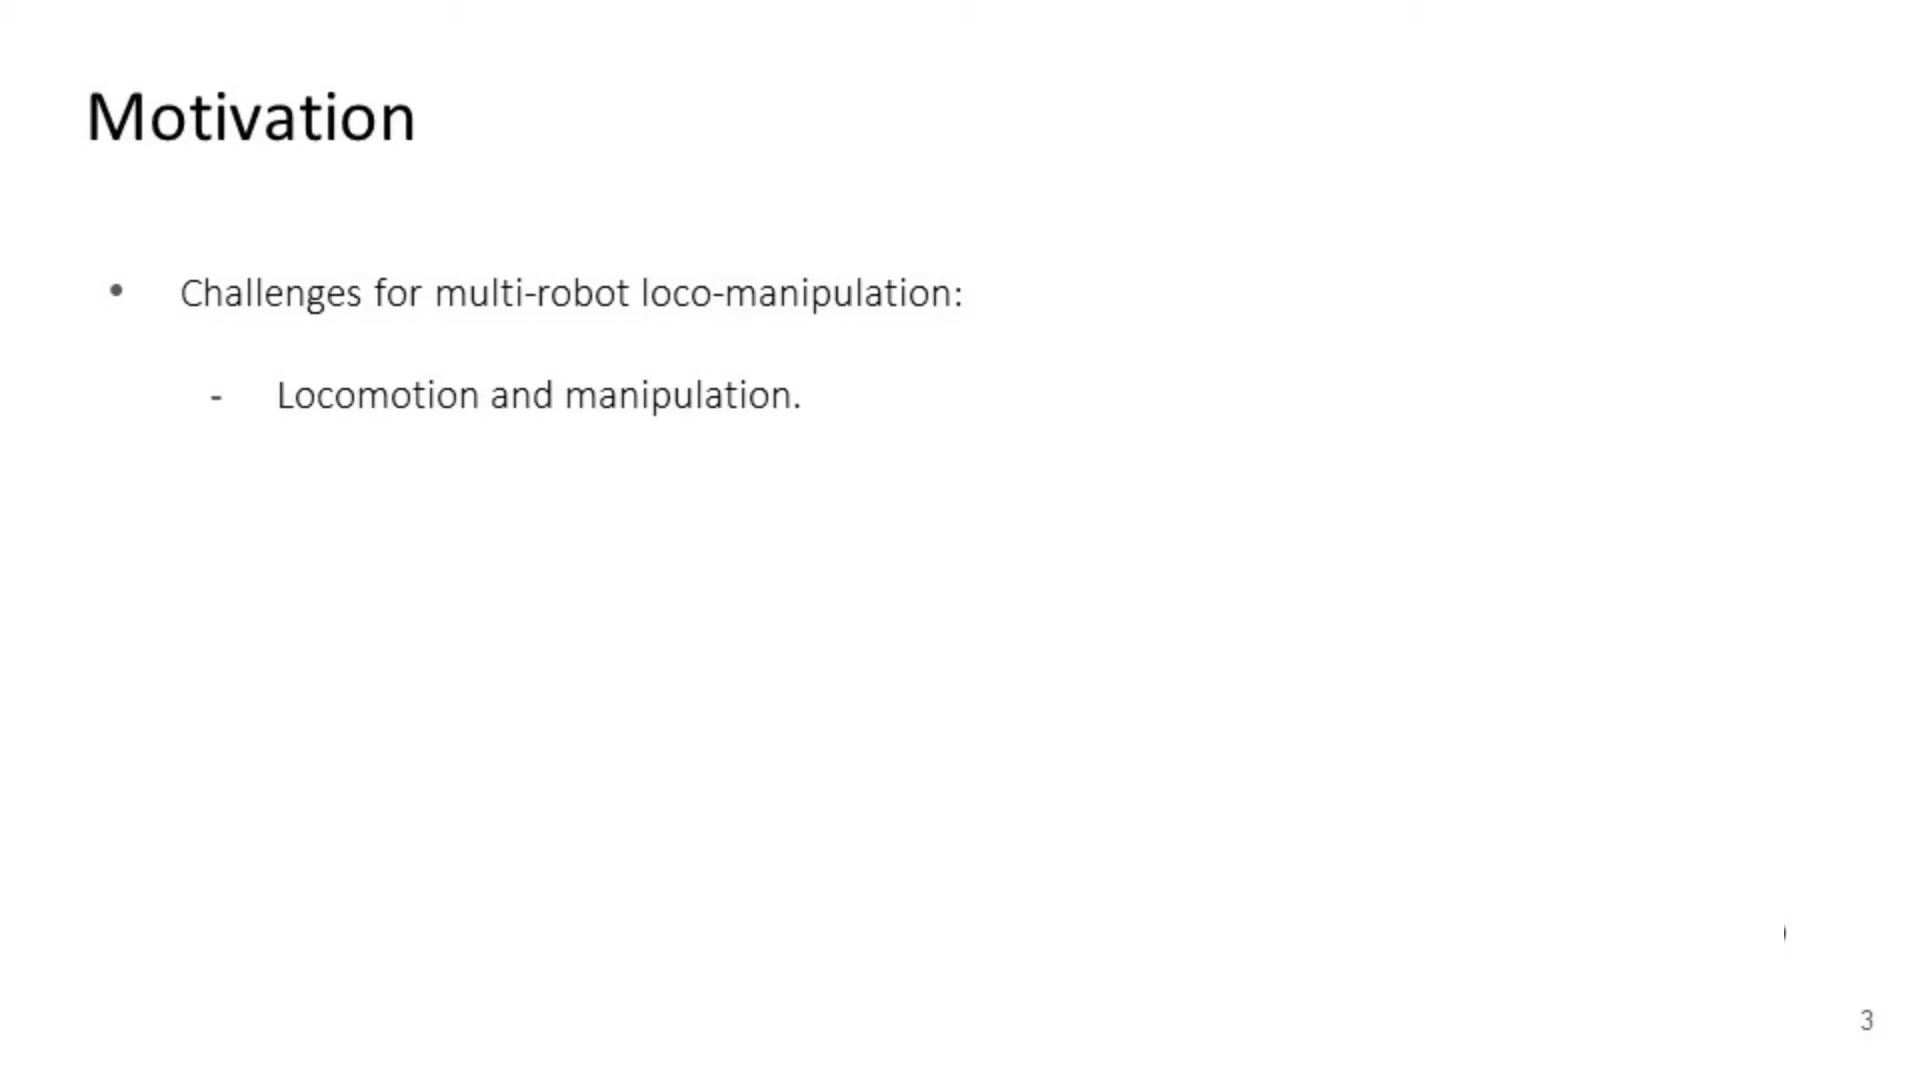 Motivation
• Challenges for multi-robot loco-manipulation:
- Locomotion and manipulation.
3